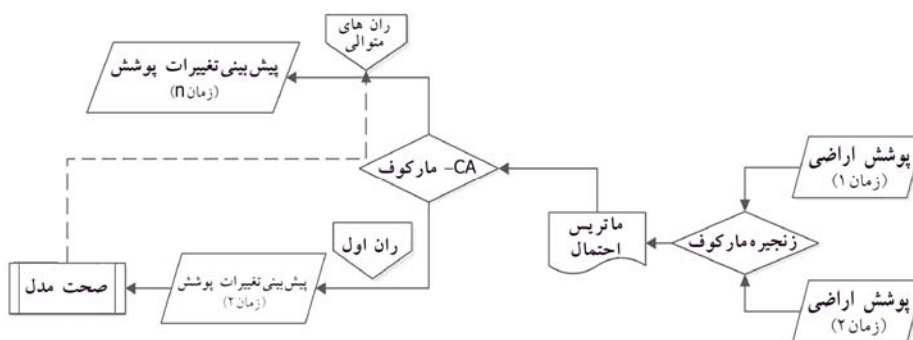 پوشش اراضی
(زمان ۱)
پوشش اراضی
(زمان ۲)
زنجیره مارکوف
ماتریس
احتمال
CA- مارکوف
ران اول
پیش‌بینی تغییرات پوشش
(زمان ۲)
صحت مدل
ران های
متوالی
پیش‌بینی تغییرات پوشش
(زمان n)